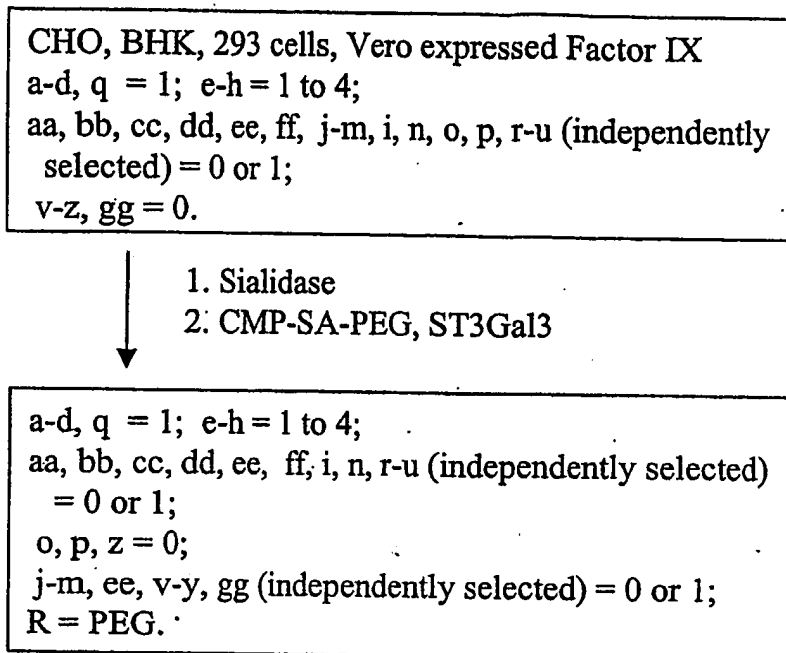 CHO, BHK, 293 cells, Vero expressed Factor IX
a-d, q = 1; e-h = 1 to 4;
aa, bb, cc, dd, ee, ff, j-m, i, n, o, p, r-u (independently
selected) = 0 or 1;
v-z, gg = 0.
1. Sialidase
2. CMP-SA-PEG, ST3Gal3
a-d, q = 1; e-h = 1 to 4;
aa, bb, cc, dd, ee, ff, i, n, r-u (independently selected)
= 0 or 1;
o, p, z = 0;
j-m, ee, v-y, gg (independently selected) = 0 or 1;
R = PEG.